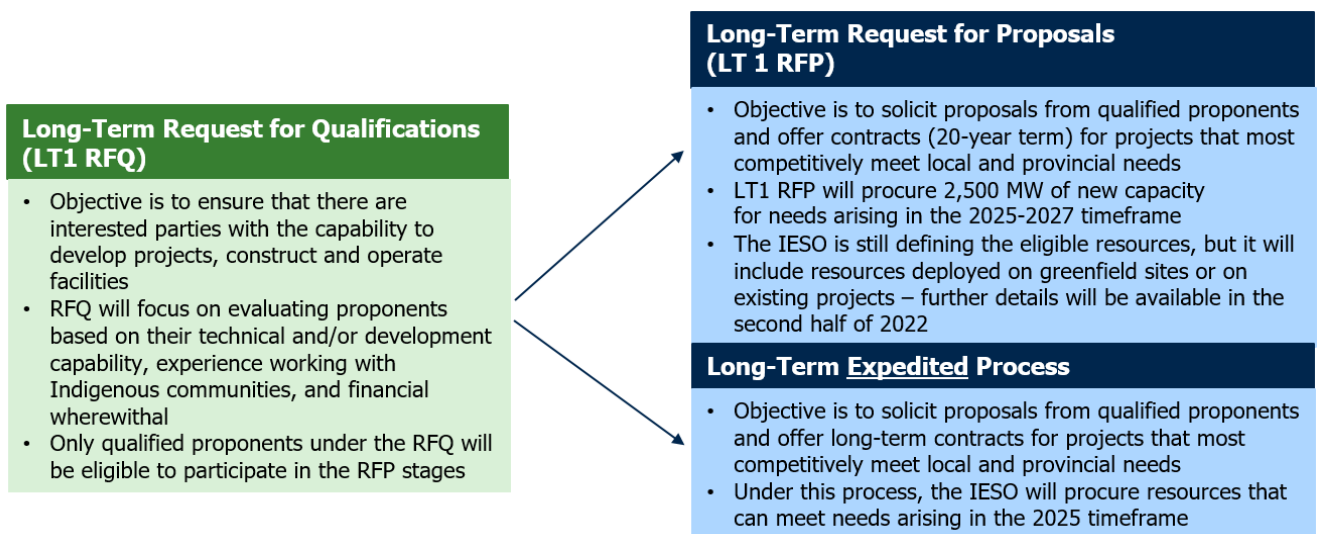 Long-Term Request for Qualifications
(LT1 RFQ)
• Objective is to ensure that there are
interested parties with the capability to
develop projects, construct and operate
facilities
• RFQ will focus on evaluating proponents
based on their technical and/or development
capability, experience working with
Indigenous communities, and financial
wherewithal
• Only qualified proponents under the RFQ will
be eligible to participate in the RFP stages
Long-Term Request for Proposals
(LT 1 RFP)
• Objective is to solicit proposals from qualified proponents
and offer contracts (20-year term) for projects that most
competitively meet local and provincial needs
• LT1 RFP will procure 2,500 MW of new capacity
for needs arising in the 2025-2027 timeframe
• The IESO is still defining the eligible resources, but it will
include resources deployed on greenfield sites or on
existing projects – further details will be available in the
second half of 2022
Long-Term Expedited Process
• Objective is to solicit proposals from qualified proponents
and offer long-term contracts for projects that most
competitively meet local and provincial needs
• Under this process, the IESO will procure resources that
can meet needs arising in the 2025 timeframe